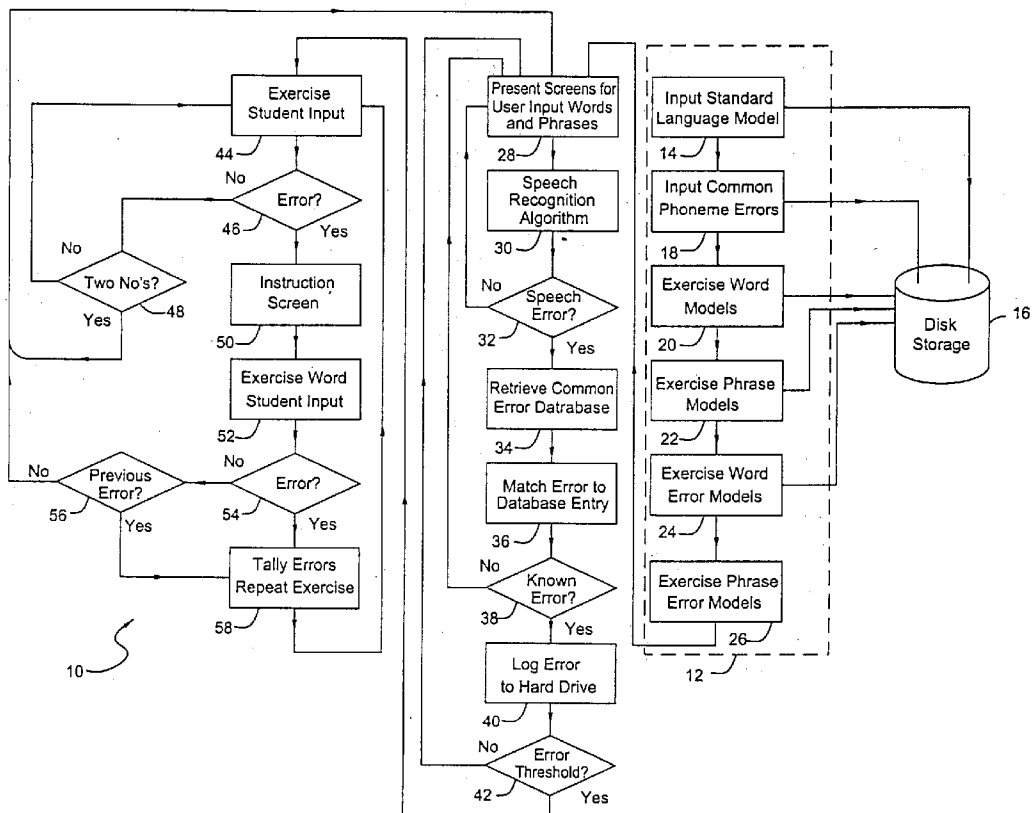 Exercise
Student Input
44
No
Error?
46
Yes
No
Two No's?
48
Yes
Instruction
Screen
50
Exercise Word
Student Input
52
No
Previous
Error?
56
Yes
No
Error?
54
Yes
Tally Errors
Repeat Exercise
58
10
Present Screens for
User Input Words
and Phrases
28
Speech
Recognition
Algorithm
30
No
Speech
Error?
32
Yes
Retrieve Common
Error Datrabase
34
Match Error to
Database Entry
36
No
Known
Error?
38
Yes
Log Error
to Hard Drive
40
No
Error
Threshold?
42
Yes
Input Standard
Language Model
14
Input Common
Phoneme Errors
18
Exercise Word
Models
20
Exercise Phrase
Models
22
Exercise Word
Error Models
24
Exercise Phrase
Error Models
26
12
Disk
Storage
16